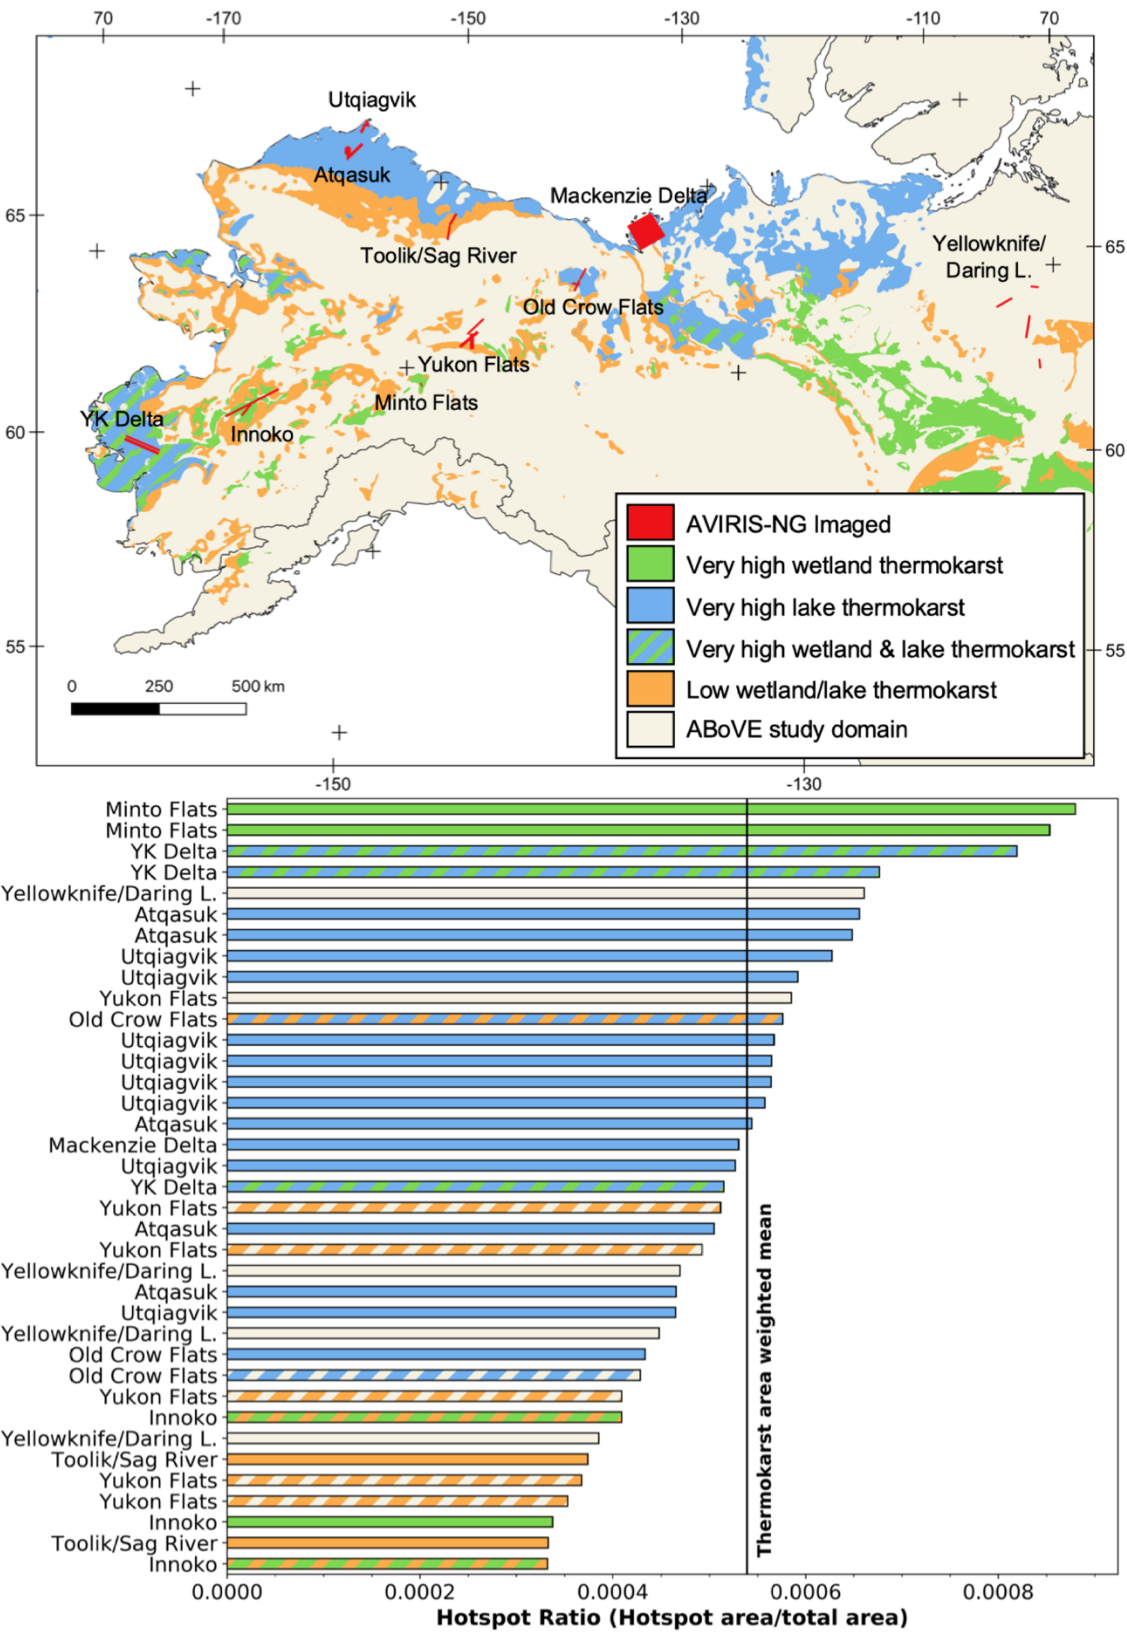 70 -170 -150 -130 -110 70
Utqiagvik
Atqasuk
Mackenzie Delta
65
Toolik/Sag River
Yellowknife/
Daring L.
65
Old Crow Flats
Yukon Flats
Minto Flats
YK Delta
Innoko
60
60
AVIRIS-NG Imaged
Very high wetland thermokarst
Very high lake thermokarst
Very high wetland & lake thermokarst
Low wetland/lake thermokarst
ABoVE study domain
55
55
0 250 500 km
-150 -130
Minto Flats
Minto Flats
YK Delta
YK Delta
Yellowknife/Daring L.
Atqasuk
Atqasuk
Utqiagvik
Utqiagvik
Yukon Flats
Old Crow Flats
Utqiagvik
Utqiagvik
Utqiagvik
Utqiagvik
Atqasuk
Mackenzie Delta
Utqiagvik
YK Delta
Yukon Flats
Atqasuk
Yukon Flats
Yellowknife/Daring L.
Atqasuk
Utqiagvik
Yellowknife/Daring L.
Old Crow Flats
Old Crow Flats
Yukon Flats
Innoko
Yellowknife/Daring L.
Toolik/Sag River
Yukon Flats
Yukon Flats
Innoko
Toolik/Sag River
Innoko
Thermokarst area weighted mean
0.0000 0.0002 0.0004 0.0006 0.0008
Hotspot Ratio (Hotspot area/total area)